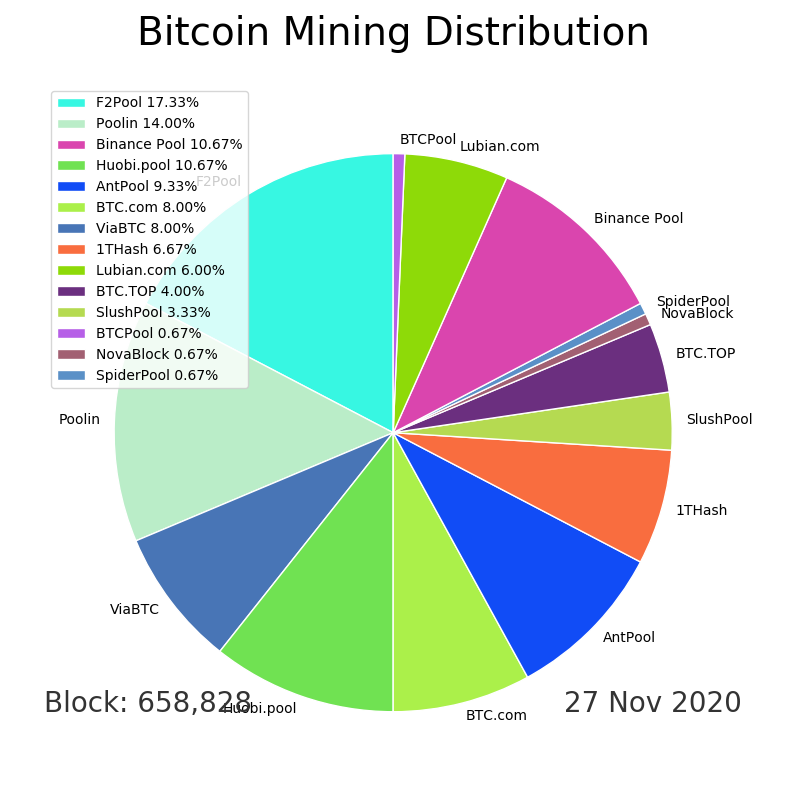 Bitcoin Mining Distribution
F2Pool 17.33%
Poolin 14.00%
Binance Pool 10.67%
Huobi.pool 10.67%
AntPool 9.33%
BTC.com 8.00%
ViaBTC 8.00%
1THash 6.67%
Lubian.com 6.00%
BTC.TOP 4.00%
SlushPool 3.33%
BTCPool 0.67%
NovaBlock 0.67%
SpiderPool 0.67%
BTCPool
Lubian.com
F2Pool
Binance Pool
SpiderPool
NovaBlock
BTC.TOP
Poolin
SlushPool
1THash
ViaBTC
AntPool
Block: 658,828
27 Nov 2020
Huobi.pool
BTC.com